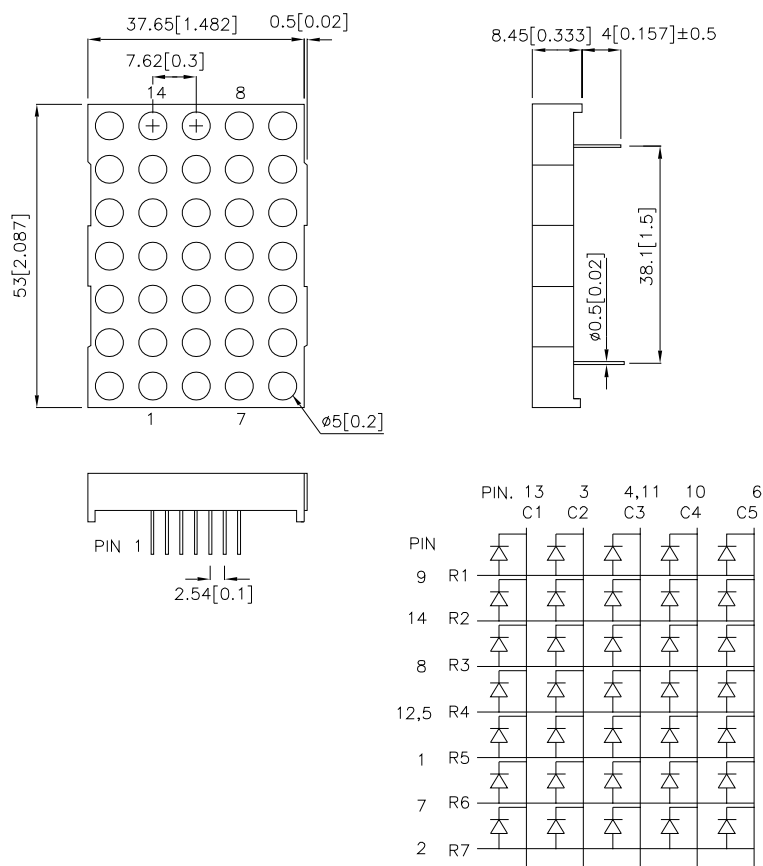 37.65[1.482]
0.5[0.02]
7.62[0.3]
14
8
53[2.087]
1
7
ø5[0.2]
8.45[0.333]
4[0.157]±0.5
38.1[1.5]
ø0.5[0.02]
PIN 1
2.54[0.1]
PIN. 13 3 4,11 10 6
C1 C2 C3 C4 C5
PIN
9 R1
14 R2
8 R3
12,5 R4
1 R5
7 R6
2 R7